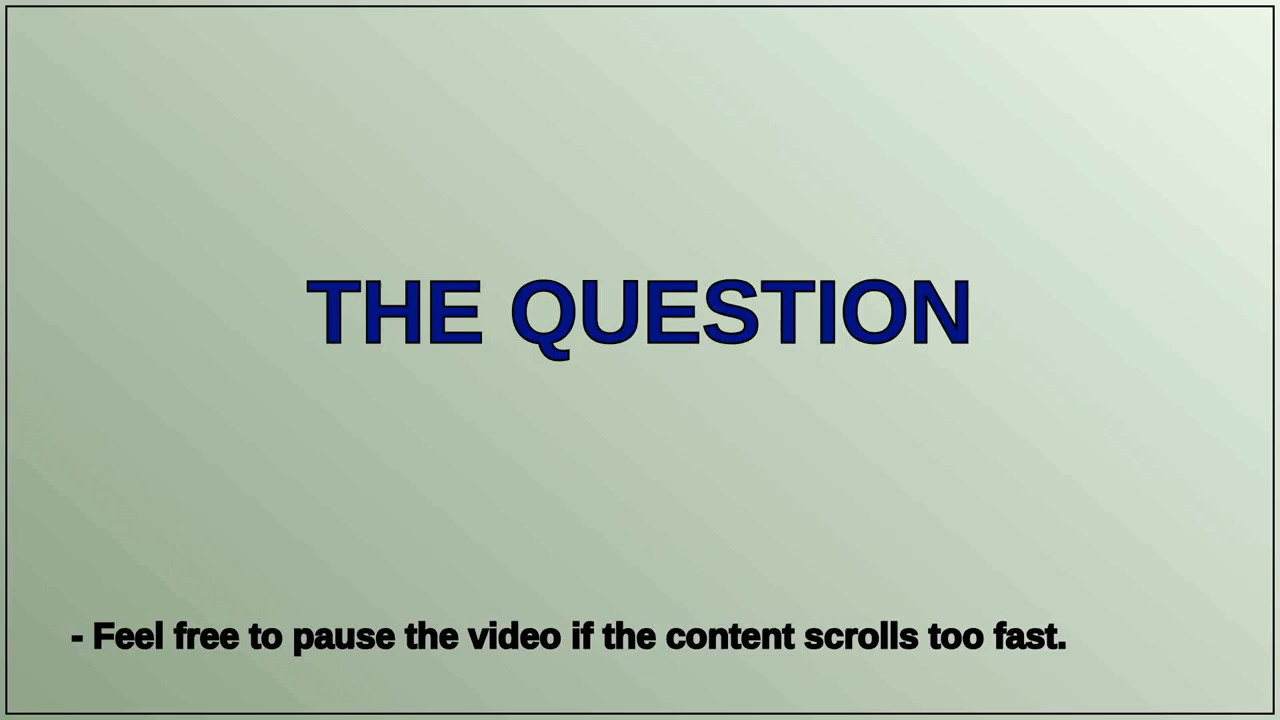 THE QUESTION
- Feel free to pause the video if the content scrolls too fast.